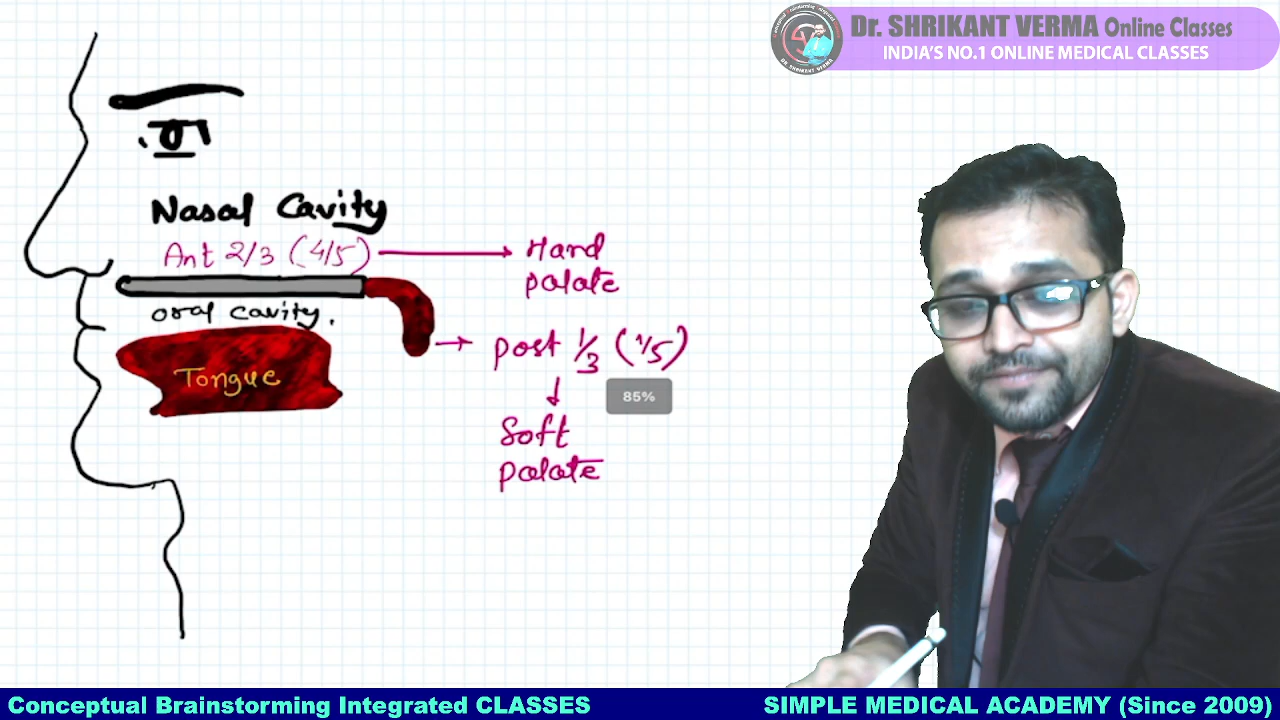 Dr. SHRIKANT VERMA Online Classes
INDIA'S NO.1 ONLINE MEDICAL CLASSES
Nasal Cavity
Ant 2/3 (4/5)
Hard
palate
oral cavity.
post 1/3 (1/5)
Tongue
85%
Soft
palate
Conceptual Brainstorming Integrated CLASSES
SIMPLE MEDICAL ACADEMY (Since 2009)